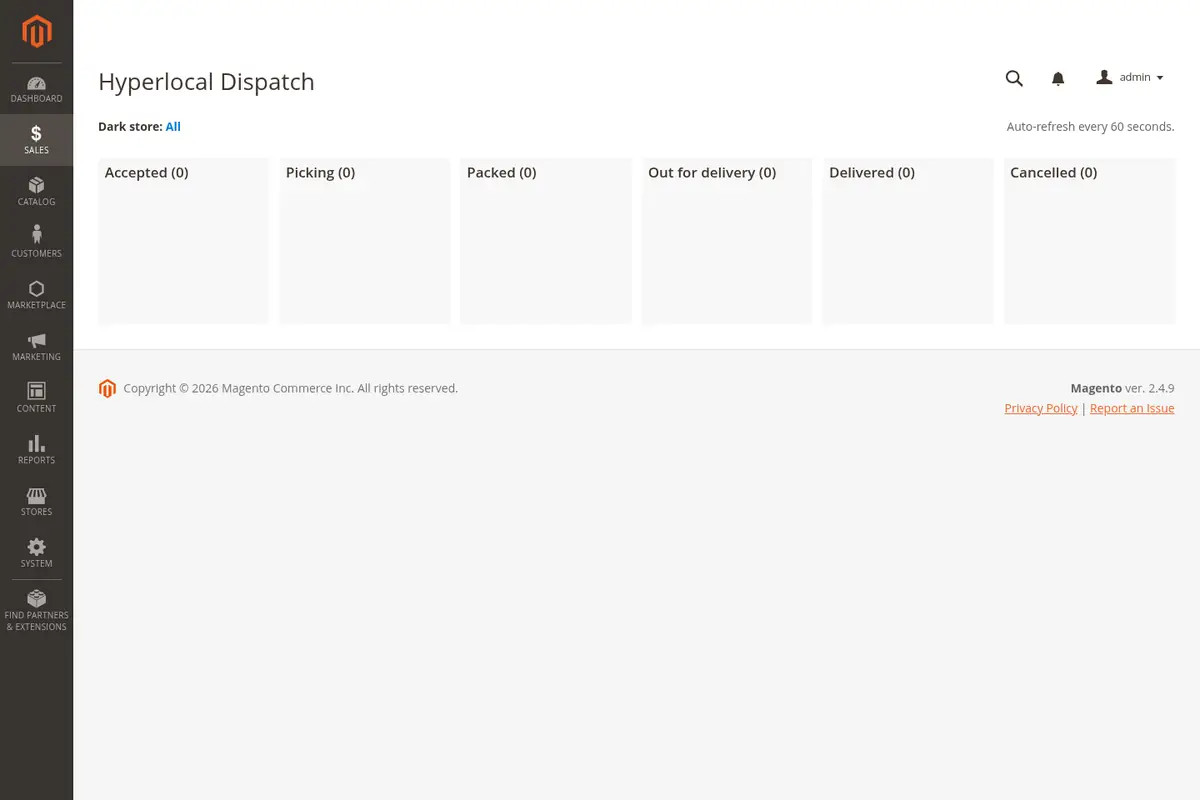 Hyperlocal Dispatch
admin
Dark store: All
Auto-refresh every 60 seconds.
Accepted (0)
Picking (0)
Packed (0)
Out for delivery (0)
Delivered (0)
Cancelled (0)
DASHBOARD
SALES
CATALOG
CUSTOMERS
MARKETPLACE
MARKETING
CONTENT
REPORTS
STORES
SYSTEM
FIND PARTNERS
& EXTENSIONS
Copyright © 2026 Magento Commerce Inc. All rights reserved.
Magento ver. 2.4.9
Privacy Policy | Report an Issue